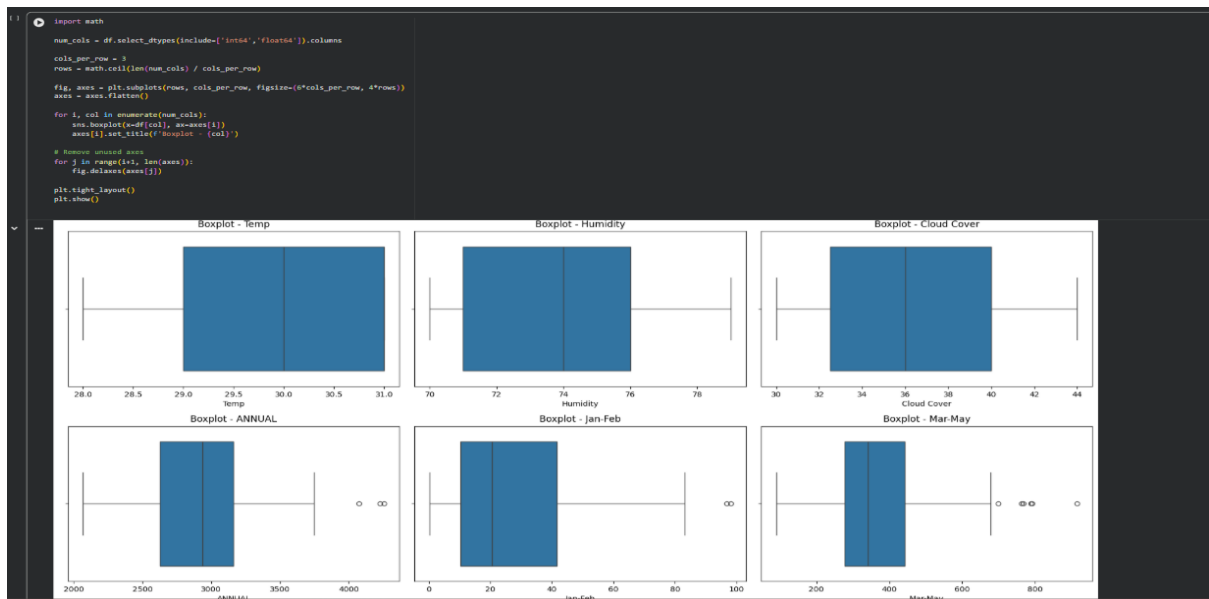 [ ]
import math
num_cols = df.select_dtypes(include=['int64','float64']).columns
cols_per_row = 3
rows = math.ceil(len(num_cols) / cols_per_row)
fig, axes = plt.subplots(rows, cols_per_row, figsize=(6*cols_per_row, 4*rows))
axes = axes.flatten()
for i, col in enumerate(num_cols):
sns.boxplot(x=df[col], ax=axes[i])
axes[i].set_title(f'Boxplot - {col}')
# Remove unused axes
for j in range(i+1, len(axes)):
fig.delaxes(axes[j])
plt.tight_layout()
plt.show()
Boxplot - Temp
28.0 28.5 29.0 29.5 30.0 30.5 31.0
Temp
Boxplot - Humidity
70 72 74 76 78
Humidity
Boxplot - Cloud Cover
30 32 34 36 38 40 42 44
Cloud Cover
Boxplot - ANNUAL
2000 2500 3000 3500 4000
ANNUAL
Boxplot - Jan-Feb
0 20 40 60 80 100
Jan-Feb
Boxplot - Mar-May
200 400 600 800
Mar-May